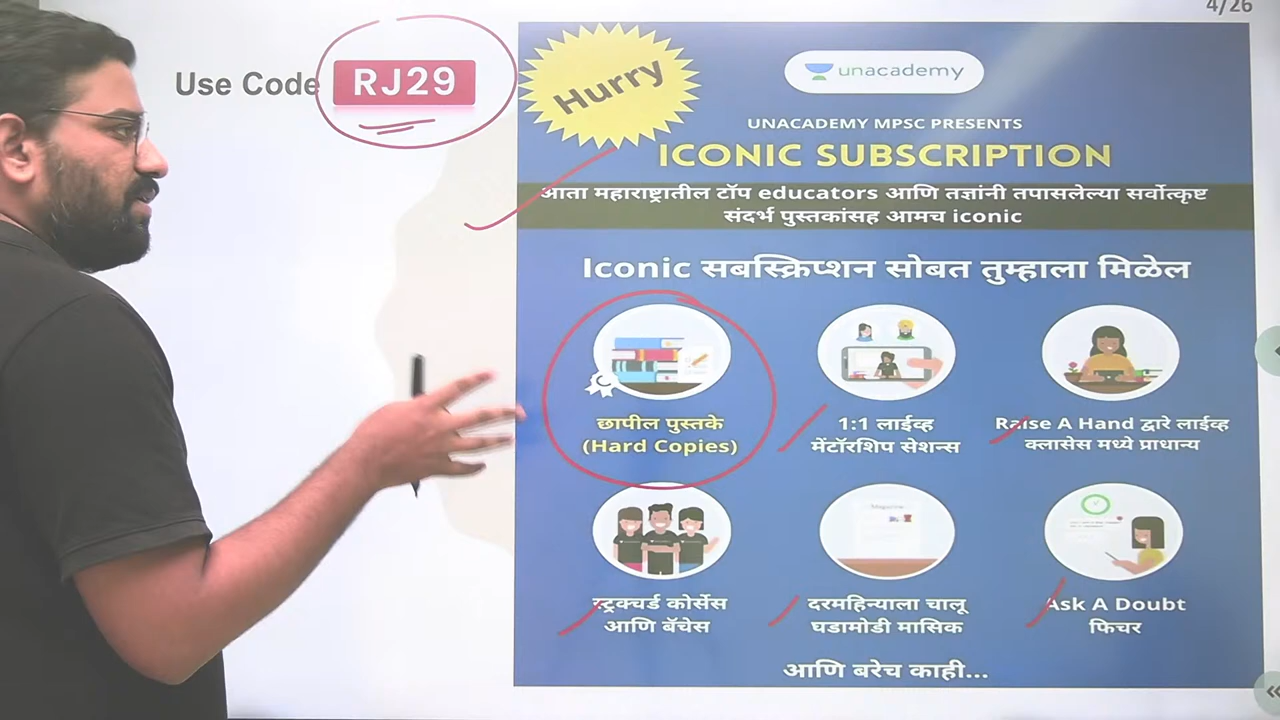 4/26
Use Code RJ29
Hurry
unacademy
UNACADEMY MPSC PRESENTS
ICONIC SUBSCRIPTION
आता महाराष्ट्रातील टॉप educators आणि तज्ञांनी तपासलेल्या सर्वोत्कृष्ट
संदर्भ पुस्तकांसह आमच iconic
Iconic सबस्क्रिप्शन सोबत तुम्हाला मिळेल
छापील पुस्तके
(Hard Copies)
1:1 लाईव्ह
मेंटॉरशिप सेशन्स
Raise A Hand द्वारे लाईव्ह
क्लासेस मध्ये प्राधान्य
Magazine
स्ट्रक्चर्ड कोर्सेस
आणि बॅचेस
दरमहिन्याला चालू
घडामोडी मासिक
Ask A Doubt
फिचर
आणि बरेच काही...